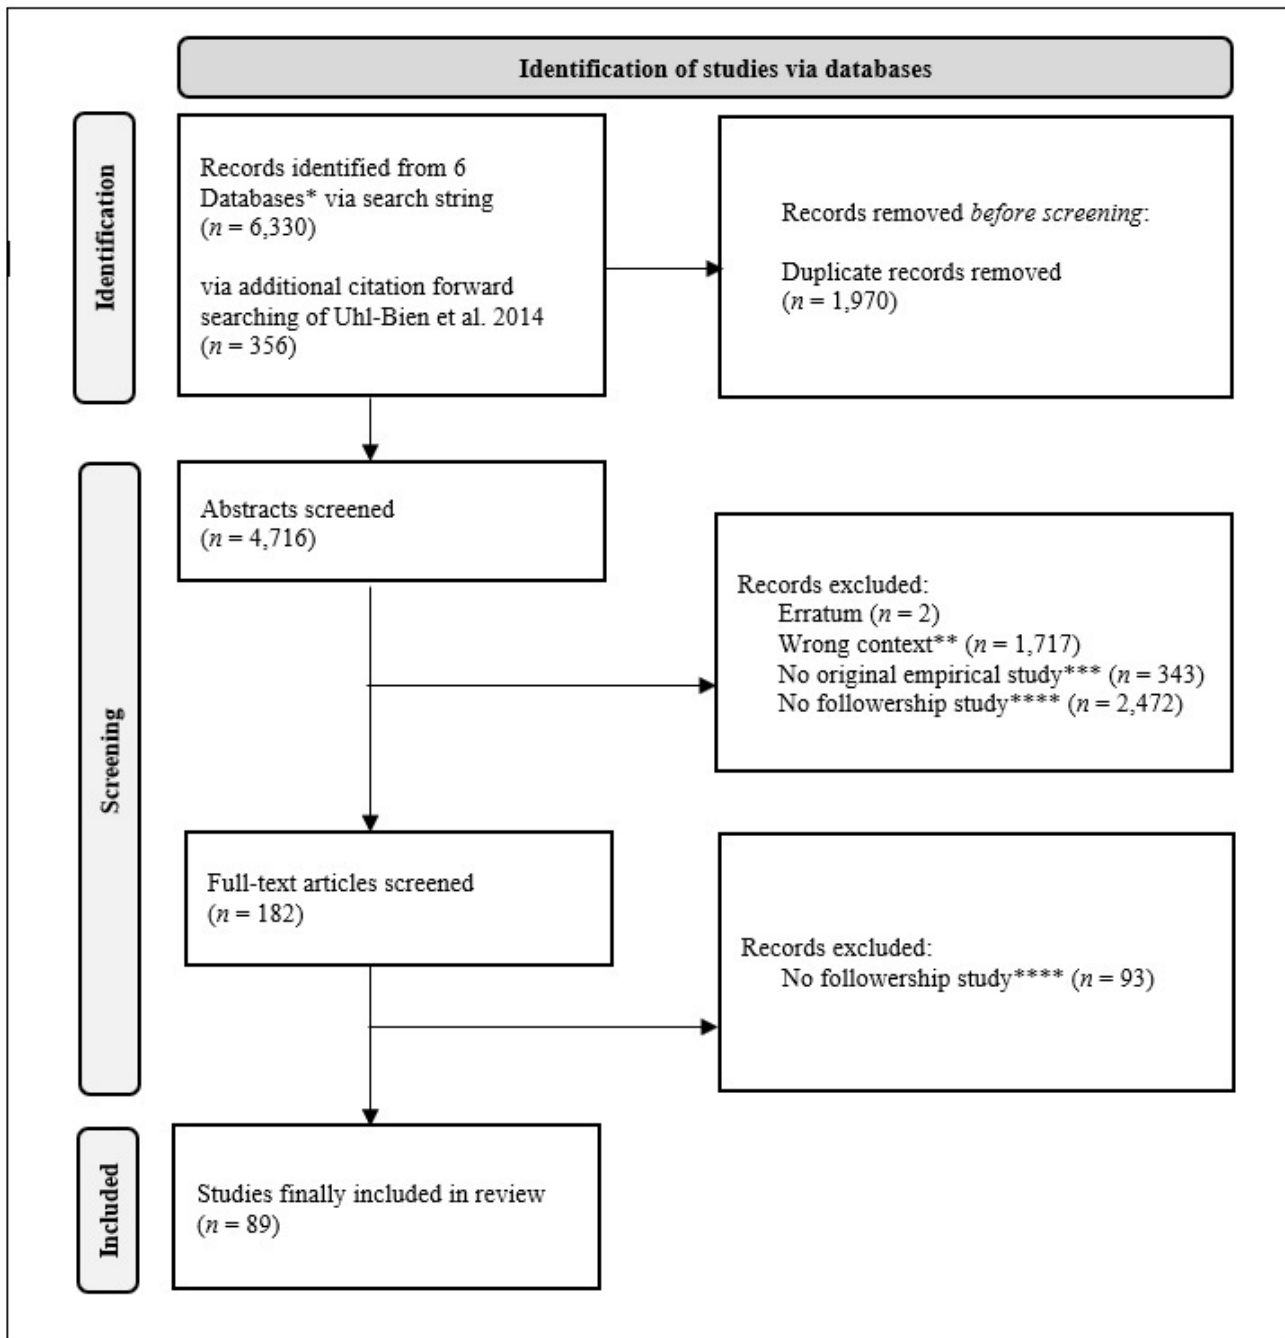 Identification of studies via databases
Identification
Records identified from 6
Databases* via search string
(n = 6,330)
via additional citation forward
searching of Uhl-Bien et al. 2014
(n = 356)
Records removed before screening:
Duplicate records removed
(n = 1,970)
Screening
Abstracts screened
(n = 4,716)
Records excluded:
Erratum (n = 2)
Wrong context** (n = 1,717)
No original empirical study*** (n = 343)
No followership study**** (n = 2,472)
Full-text articles screened
(n = 182)
Records excluded:
No followership study**** (n = 93)
Included
Studies finally included in review
(n = 89)